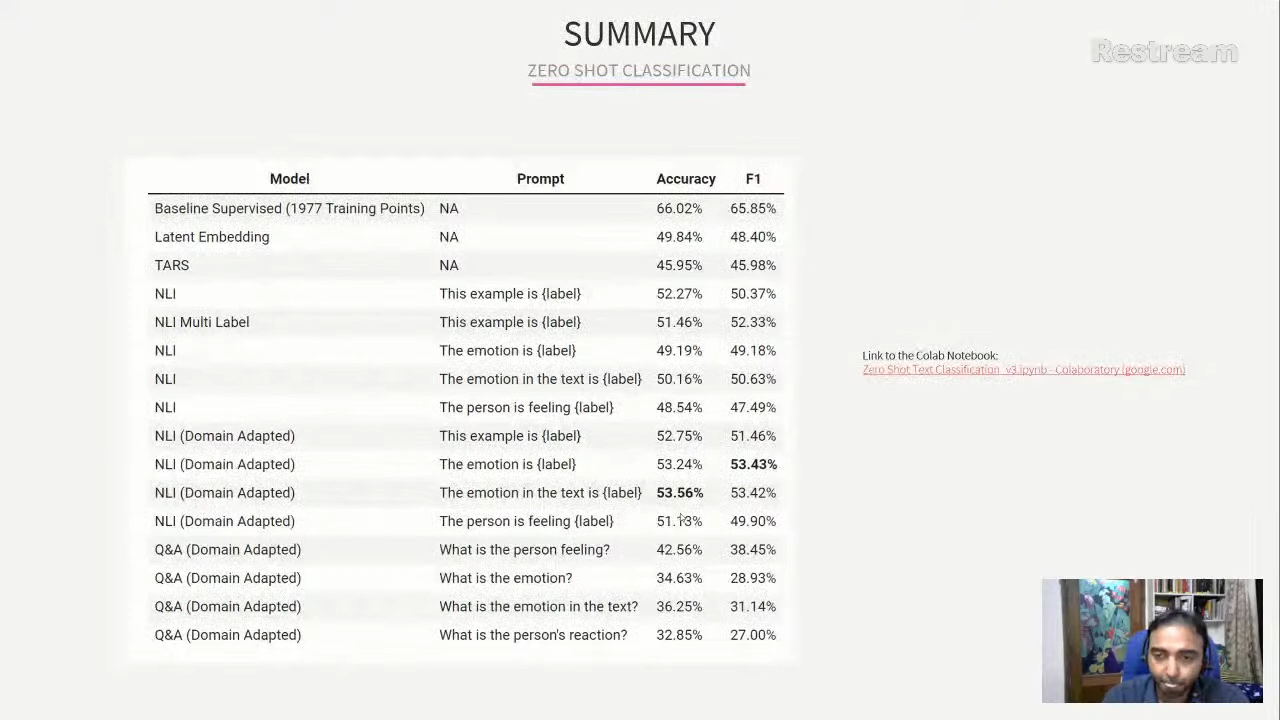 SUMMARY
ZERO SHOT CLASSIFICATION
Restream
Model Prompt Accuracy F1
Baseline Supervised (1977 Training Points) NA 66.02% 65.85%
Latent Embedding NA 49.84% 48.40%
TARS NA 45.95% 45.98%
NLI This example is {label} 52.27% 50.37%
NLI Multi Label This example is {label} 51.46% 52.33%
NLI The emotion is {label} 49.19% 49.18%
NLI The emotion in the text is {label} 50.16% 50.63%
NLI The person is feeling {label} 48.54% 47.49%
NLI (Domain Adapted) This example is {label} 52.75% 51.46%
NLI (Domain Adapted) The emotion is {label} 53.24% 53.43%
NLI (Domain Adapted) The emotion in the text is {label} 53.56% 53.42%
NLI (Domain Adapted) The person is feeling {label} 51.13% 49.90%
Q&A (Domain Adapted) What is the person feeling? 42.56% 38.45%
Q&A (Domain Adapted) What is the emotion? 34.63% 28.93%
Q&A (Domain Adapted) What is the emotion in the text? 36.25% 31.14%
Q&A (Domain Adapted) What is the person's reaction? 32.85% 27.00%
Link to the Colab Notebook:
Zero Shot Text Classification_v3.ipynb - Colaboratory (google.com)